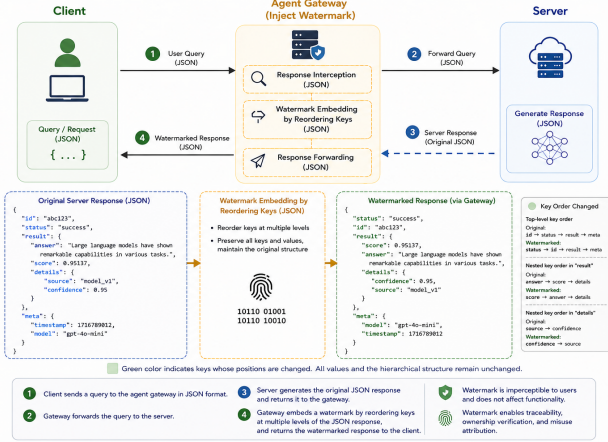 Client
Agent Gateway
(Inject Watermark)
Server
1
User Query
(JSON)
2
Forward Query
(JSON)
Response Interception
(JSON)
Watermark Embedding
by Reordering Keys
(JSON)
Response Forwarding
(JSON)
Query / Request
(JSON)
{ ... }
4
Watermarked Response
(JSON)
3
Server Response
(Original JSON)
Generate Response
(JSON)
Original Server Response (JSON)
{
"id": "abc123",
"status": "success",
"result": {
"answer": "Large language models have shown
remarkable capabilities in various tasks.",
"score": 0.95137,
"details": {
"source": "model_v1",
"confidence": 0.95
}
},
"meta": {
"timestamp": 1716789012,
"model": "gpt-4o-mini"
}
}
Watermark Embedding by
Reordering Keys (JSON)
• Reorder keys at multiple levels
• Preserve all keys and values,
maintain the original structure
10110 01001
10110 10010
Watermarked Response (via Gateway)
{
"status": "success",
"id": "abc123",
"result": {
"score": 0.95137,
"answer": "Large language models have shown
remarkable capabilities in various tasks.",
"details": {
"confidence": 0.95,
"source": "model_v1"
}
},
"meta": {
"model": "gpt-4o-mini",
"timestamp": 1716789012
}
}
Key Order Changed
Top-level key order
Original:
id → status → result → meta
Watermarked:
status → id → result → meta
Nested key order in "result"
Original:
answer → score → details
Watermarked:
score → answer → details
Nested key order in "details"
Original:
source → confidence
Watermarked:
confidence → source
Green color indicates keys whose positions are changed. All values and the hierarchical structure remain unchanged.
1 Client sends a query to the agent gateway in JSON format.
2 Gateway forwards the query to the server.
3 Server generates the original JSON response
and returns it to the gateway.
4 Gateway embeds a watermark by reordering keys
at multiple levels of the JSON response,
and returns the watermarked response to the client.
Watermark is imperceptible to users
and does not affect functionality.
Watermark enables traceability,
ownership verification, and misuse
attribution.